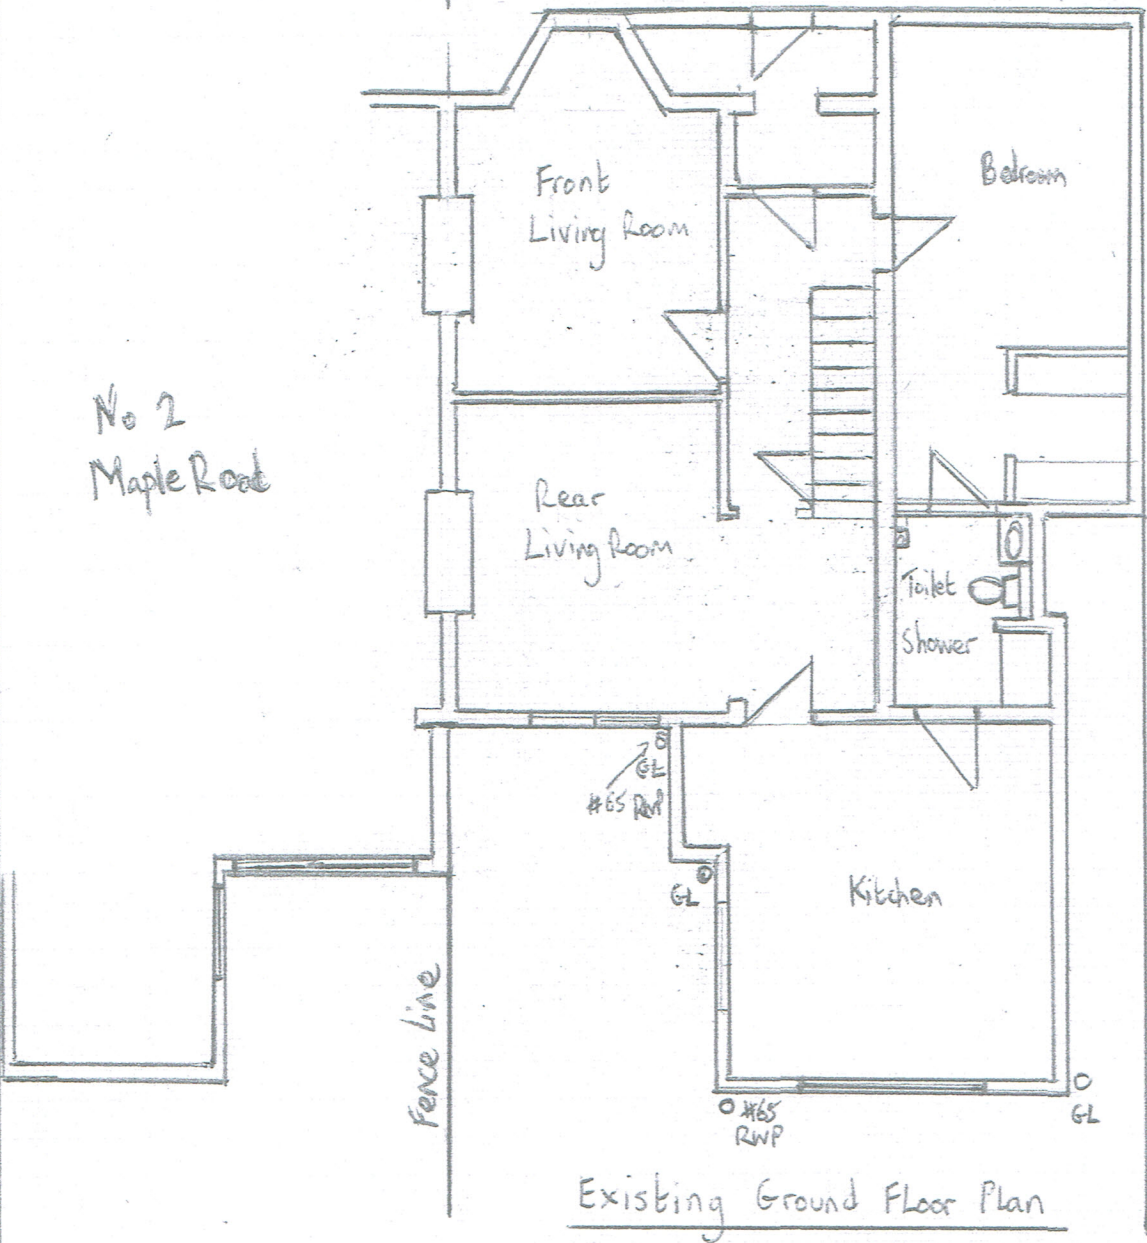 Front
Living Room
Bedroom
No 2
Maple Road
Rear
Living Room
Toilet
Shower
GL
#65 RWP
GL
Kitchen
Fence Line
#65
RWP
GL
Existing Ground Floor Plan